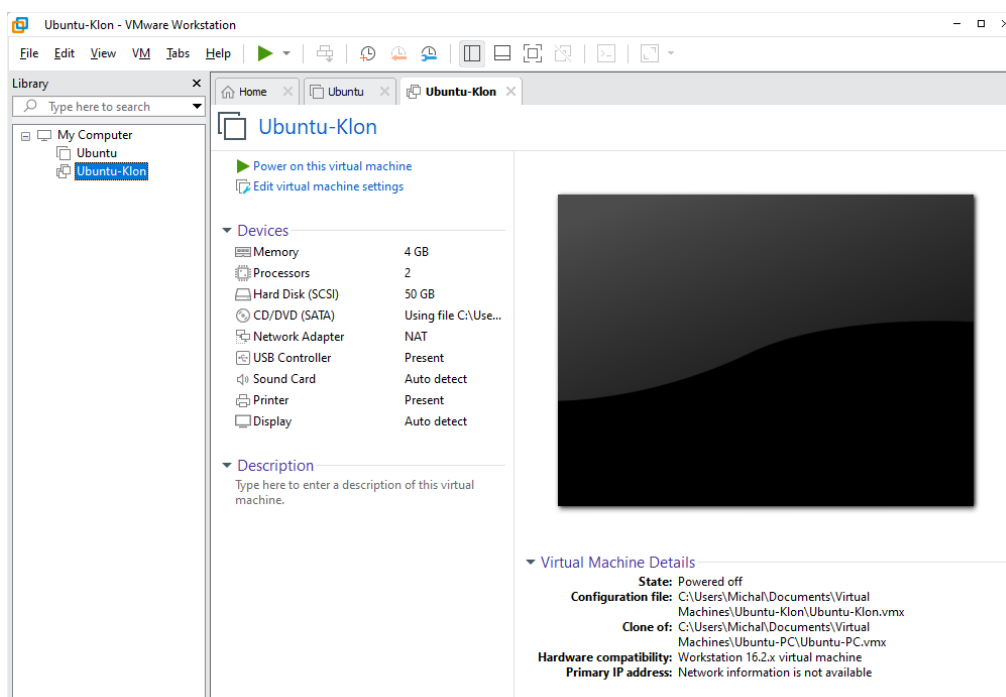 Ubuntu-Klon - VMware Workstation
File Edit View VM Tabs Help
Library
Type here to search
My Computer
Ubuntu
Ubuntu-Klon
Home
Ubuntu
Ubuntu-Klon
Ubuntu-Klon
Power on this virtual machine
Edit virtual machine settings
Devices
Memory 4 GB
Processors 2
Hard Disk (SCSI) 50 GB
CD/DVD (SATA) Using file C:\Use...
Network Adapter NAT
USB Controller Present
Sound Card Auto detect
Printer Present
Display Auto detect
Description
Type here to enter a description of this virtual
machine.
Virtual Machine Details
State: Powered off
Configuration file: C:\Users\Michal\Documents\Virtual
Machines\Ubuntu-Klon\Ubuntu-Klon.vmx
Clone of: C:\Users\Michal\Documents\Virtual
Machines\Ubuntu-PC\Ubuntu-PC.vmx
Hardware compatibility: Workstation 16.2.x virtual machine
Primary IP address: Network information is not available